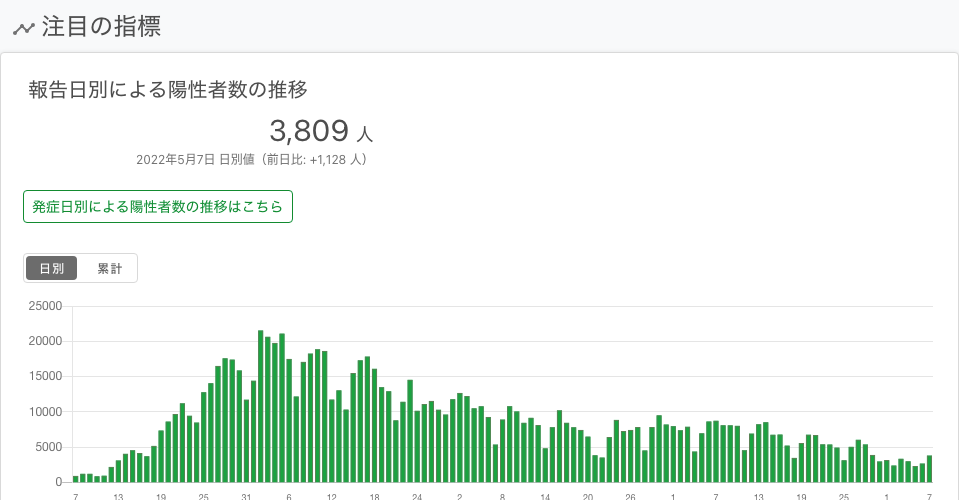 注目の指標
報告日別による陽性者数の推移
3,809 人
2022年5月7日 日別値（前日比: +1,128 人）
発症日別による陽性者数の推移はこちら
日別 累計
25000
20000
15000
10000
5000
0
7 13 19 25 31 6 12 18 24 2 8 14 20 26 1 7 13 19 25 1 7